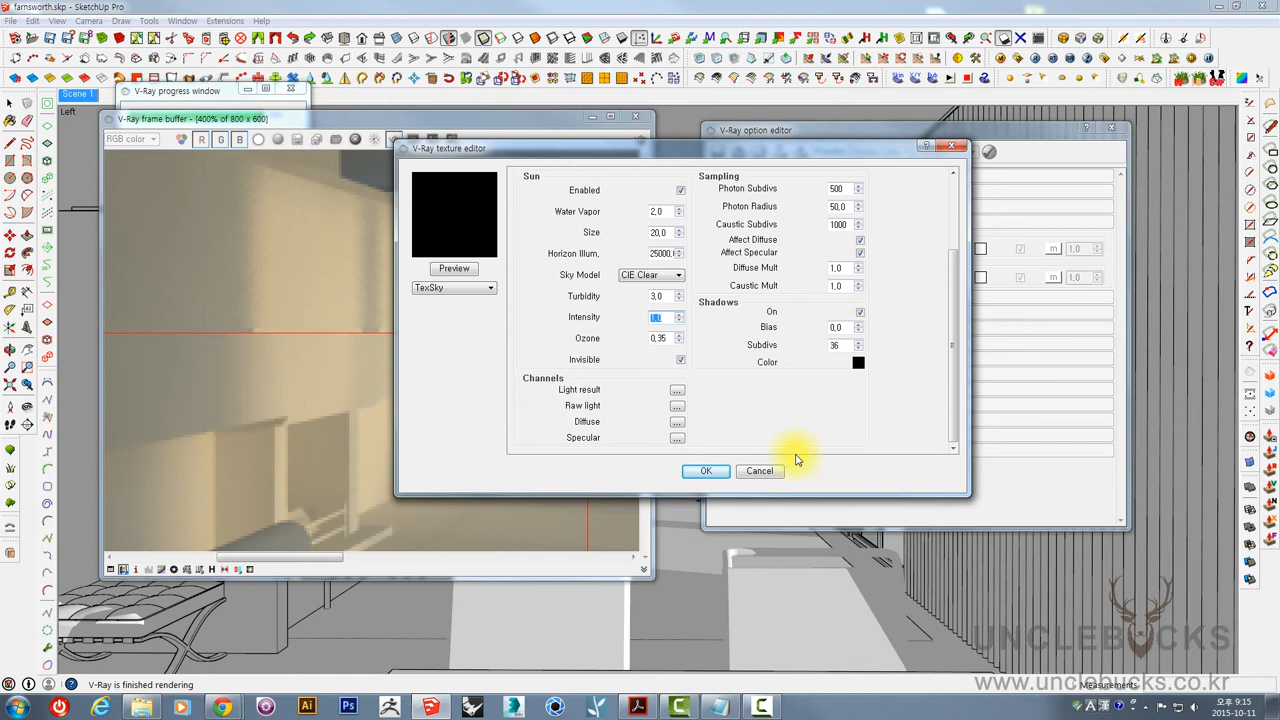 farnsworth.skp - SketchUp Pro
File Edit View Camera Draw Tools Window Extensions Help
Scene 1
Left
V-Ray progress window
V-Ray frame buffer - [400% of 800 x 600]
RGB color
R G B
V-Ray option editor
m 1,0
m 1,0
V-Ray texture editor
Preview
TexSky
Sun
Enabled
Water Vapor 2,0
Size 20,0
Horizon Illum. 25000,
Sky Model CIE Clear
Turbidity 3,0
Intensity
Ozone 0,35
Invisible
Channels
Light result ...
Raw light ...
Diffuse ...
Specular ...
Sampling
Photon Subdivs 500
Photon Radius 50,0
Caustic Subdivs 1000
Affect Diffuse
Affect Specular
Diffuse Mult 1,0
Caustic Mult 1,0
Shadows
On
Bias 0,0
Subdivs 36
Color
OK Cancel
UNCLEBUCKS
www.unclebucks.co.kr
V-Ray is finished rendering
Measurements
오후 9:15
2015-10-11